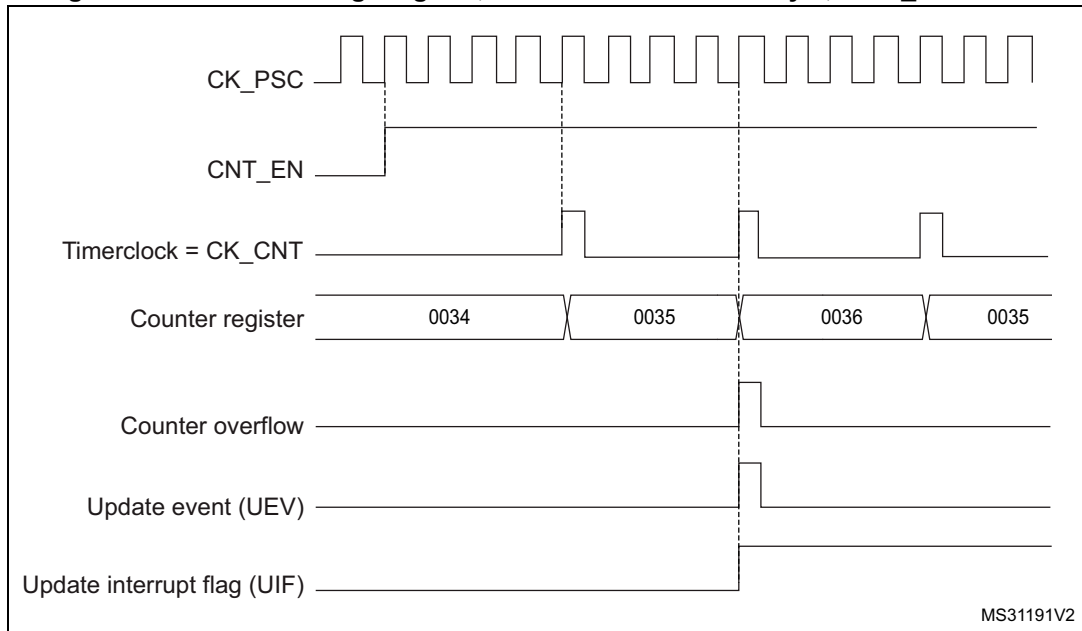 CK_PSC
CNT_EN
Timerclock = CK_CNT
Counter register 0034 0035 0036 0035
Counter overflow
Update event (UEV)
Update interrupt flag (UIF)
MS31191V2